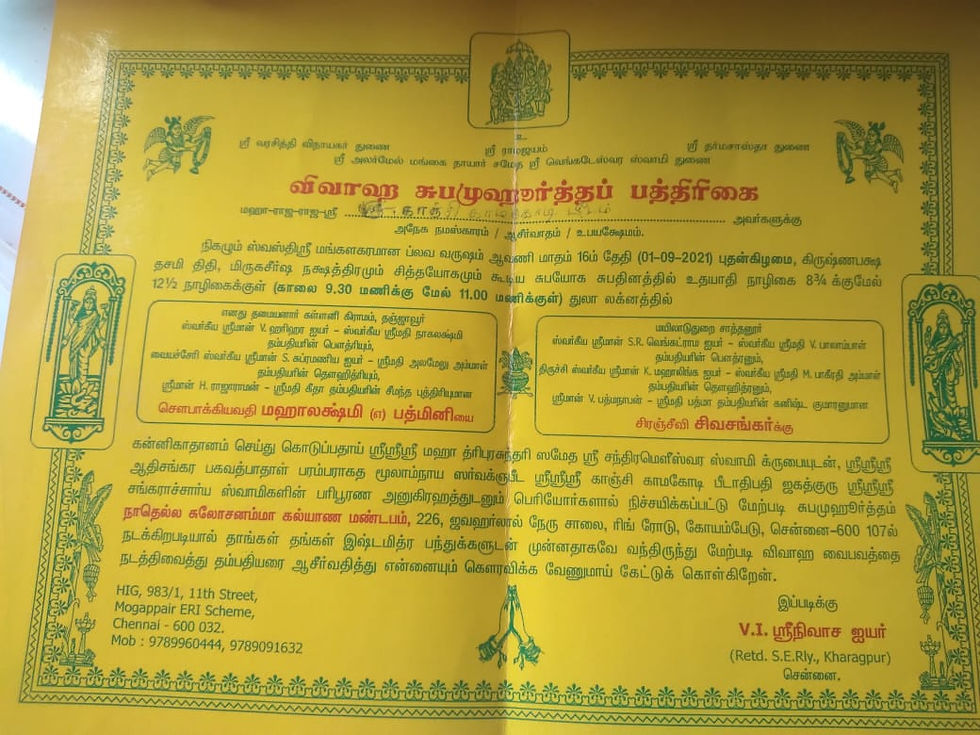 உ
ஸ்ரீ வரசித்தி விநாயகர் துணை ஸ்ரீ ராமஜயம் ஸ்ரீ தர்மசாஸ்தா துணை
ஸ்ரீ அலர்மேல் மங்கை நாயார் சமேத ஸ்ரீ வெங்கடேஸ்வர ஸ்வாமி துணை
விவாஹ சுபமுஹூர்த்தப் பத்திரிகை
மஹா-ராஜ-ராஜ-ஸ்ரீ ஸ்ரீ காஞ்சி காமகோடி பீடம் அவர்களுக்கு
அநேக நமஸ்காரம் / ஆசீர்வாதம் / உபயக்ஷேமம்.
நிகழும் ஸ்வஸ்திஸ்ரீ மங்களகரமான ப்லவ வருஷம் ஆவணி மாதம் 16ம் தேதி (01-09-2021) புதன்கிழமை, கிருஷ்ணபக்ஷ
தசமி திதி, மிருகசீர்ஷ நக்ஷத்திரமும் சித்தயோகமும் கூடிய சுபயோக சுபதினத்தில் உதயாதி நாழிகை 8¾ க்குமேல்
12½ நாழிகைக்குள் (காலை 9.30 மணிக்கு மேல் 11.00 மணிக்குள்) துலா லக்னத்தில்
எனது தமையனார் கள்ளனி கிராமம், தஞ்சாவூர்
ஸ்வர்கீய ஸ்ரீமான் V. ஹரிஹர ஐயர் - ஸ்வர்கீய ஸ்ரீமதி நாகலக்ஷ்மி
தம்பதியரின் பௌத்ரியும்,
வையச்சேரி ஸ்வர்கீய ஸ்ரீமான் S. சுப்ரமணிய ஐயர் - ஸ்ரீமதி அலமேலு அம்மாள்
தம்பதியரின் தௌஹித்ரியும்,
ஸ்ரீமான் H. ராஜாராமன் - ஸ்ரீமதி கீதா தம்பதியரின் சீமந்த புத்திரியுமான
சௌபாக்கியவதி மஹாலக்ஷ்மி (எ) பத்மினியை
மயிலாடுதுறை சாத்தனூர்
ஸ்வர்கீய ஸ்ரீமான் S.R. வெங்கட்ராம ஐயர் - ஸ்வர்கீய ஸ்ரீமதி V. பாலாம்பாள்
தம்பதியரின் பௌத்ரனும்,
திருச்சி ஸ்வர்கீய ஸ்ரீமான் K. மஹாலிங்க ஐயர் - ஸ்வர்கீய ஸ்ரீமதி M. பாகீரதி அம்மாள்
தம்பதியரின் தௌஹித்ரனும்,
ஸ்ரீமான் V. பத்மநாபன் - ஸ்ரீமதி பத்மா தம்பதியரின் கனிஷ்ட குமாரனுமான
சிரஞ்சீவி சிவசங்கர்க்கு
கன்னிகாதானம் செய்து கொடுப்பதாய் ஸ்ரீஸ்ரீஸ்ரீ மஹா த்ரிபுரசுந்தரி ஸமேத ஸ்ரீ சந்திரமௌளீஸ்வர ஸ்வாமி க்ருபையுடன், ஸ்ரீஸ்ரீஸ்ரீ
ஆதிசங்கர பகவத்பாதாள் பரம்பராகத மூலாம்நாய ஸர்வக்ஞபீட ஸ்ரீஸ்ரீஸ்ரீ காஞ்சி காமகோடி பீடாதிபதி ஜகத்குரு ஸ்ரீஸ்ரீஸ்ரீ
சங்கராச்சார்ய ஸ்வாமிகளின் பரிபூரண அனுகிரஹத்துடனும் பெரியோர்களால் நிச்சயிக்கப்பட்டு மேற்படி சுபமுஹூர்த்தம்
நாதெல்ல சுலோசனம்மா கல்யாண மண்டபம், 226, ஜவஹர்லால் நேரு சாலை, ரிங் ரோடு, கோயம்பேடு, சென்னை-600 107ல்
நடக்கிறபடியால் தாங்கள் தங்கள் இஷ்டமித்ர பந்துக்களுடன் முன்னதாகவே வந்திருந்து மேற்படி விவாஹ வைபவத்தை
நடத்திவைத்து தம்பதியரை ஆசீர்வதித்து என்னையும் கௌரவிக்க வேணுமாய் கேட்டுக் கொள்கிறேன்.
HIG, 983/1, 11th Street,
Mogappair ERI Scheme,
Chennai - 600 032.
Mob : 9789960444, 9789091632
இப்படிக்கு
V.I. ஸ்ரீநிவாச ஐயர்
(Retd. S.E.Rly., Kharagpur)
சென்னை.